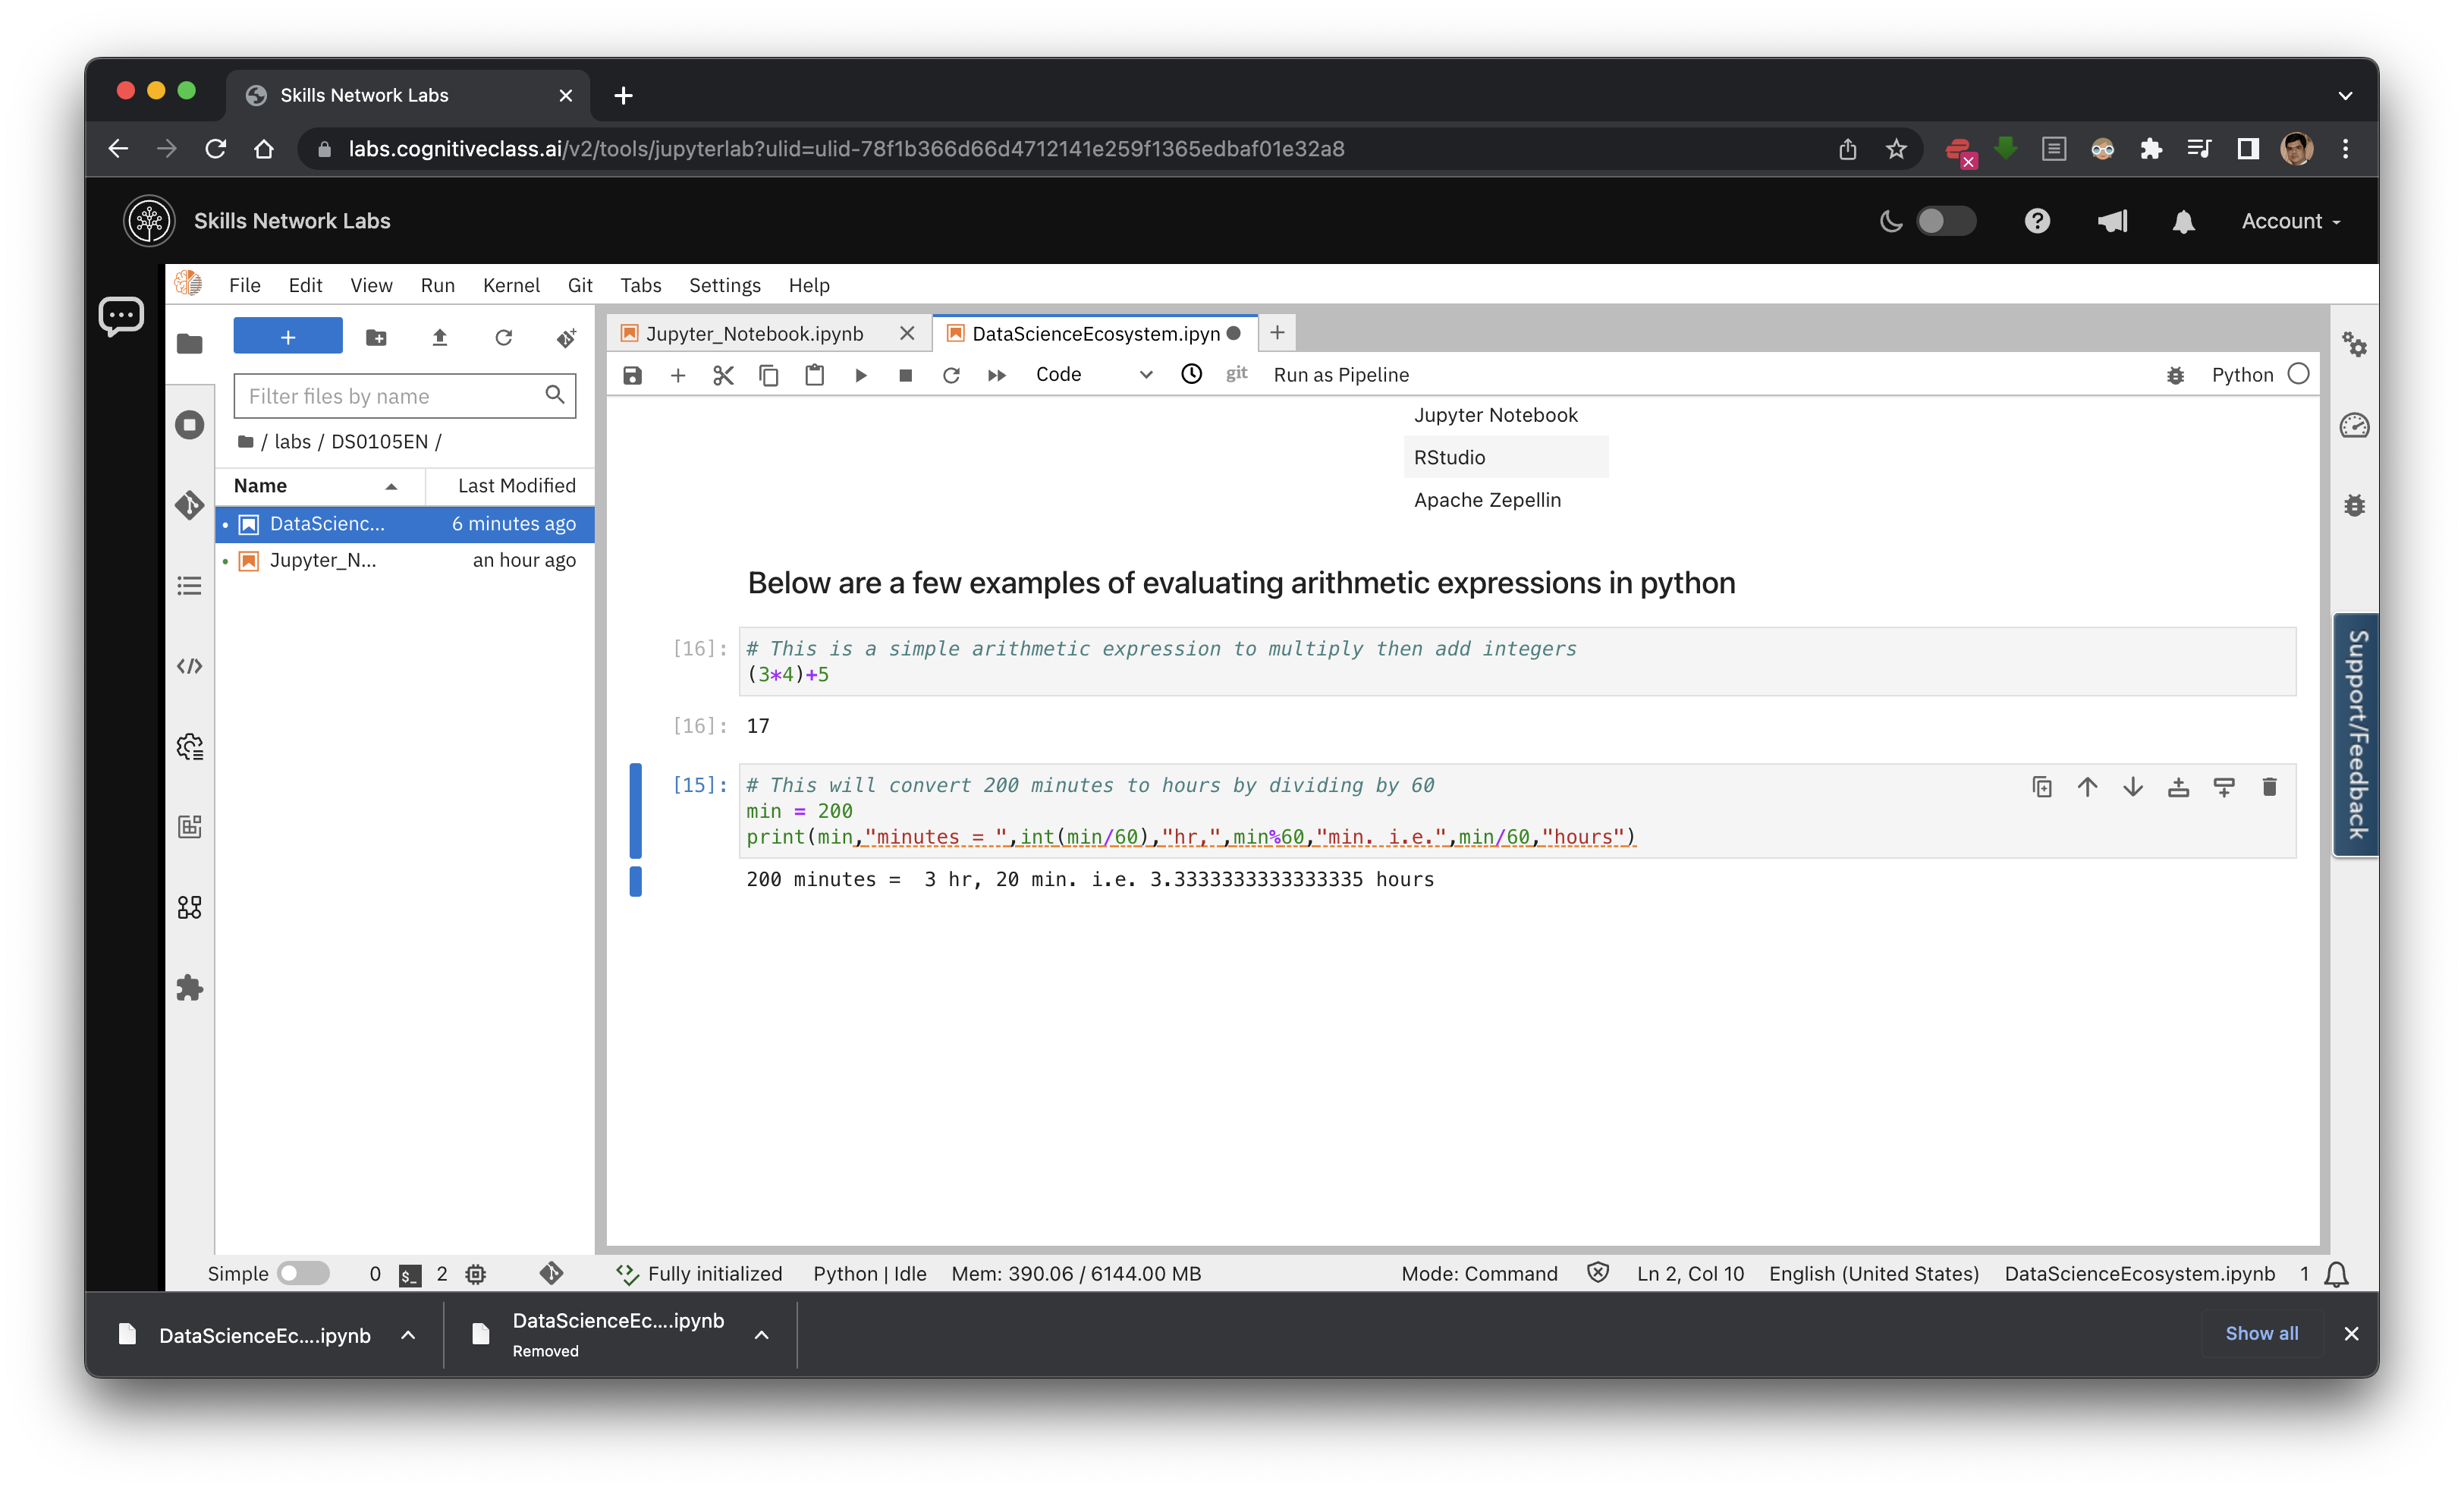 Skills Network Labs
labs.cognitiveclass.ai/v2/tools/jupyterlab?ulid=ulid-78f1b366d66d4712141e259f1365edbaf01e32a8
Skills Network Labs
Account
File Edit View Run Kernel Git Tabs Settings Help
Jupyter_Notebook.ipynb
DataScienceEcosystem.ipyn
Code
git
Run as Pipeline
Python
Filter files by name
/ labs / DS0105EN /
Name Last Modified
DataScienc... 6 minutes ago
Jupyter_N... an hour ago
Jupyter Notebook
RStudio
Apache Zepellin
Below are a few examples of evaluating arithmetic expressions in python
[16]: # This is a simple arithmetic expression to multiply then add integers
(3*4)+5
[16]: 17
[15]: # This will convert 200 minutes to hours by dividing by 60
min = 200
print(min,"minutes = ",int(min/60),"hr,",min%60,"min. i.e.",min/60,"hours")
200 minutes =  3 hr, 20 min. i.e. 3.3333333333333335 hours
Support/Feedback
Simple 0 $_ 2 Fully initialized Python | Idle Mem: 390.06 / 6144.00 MB Mode: Command Ln 2, Col 10 English (United States) DataScienceEcosystem.ipynb 1
DataScienceEc....ipynb
DataScienceEc....ipynb
Removed
Show all